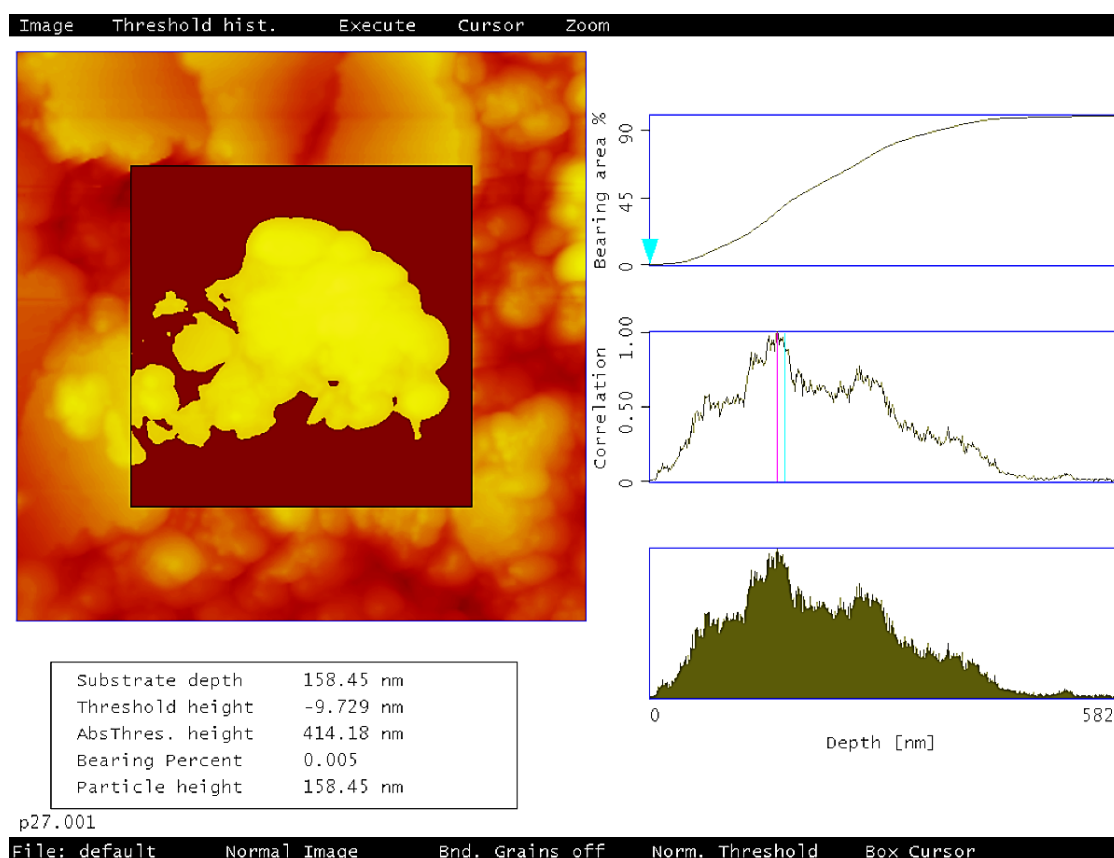 Image Threshold hist. Execute Cursor Zoom
Bearing area %
90
45
0
Correlation
1.00
0.50
0
0 582
Depth [nm]
Substrate depth 158.45 nm
Threshold height -9.729 nm
AbsThres. height 414.18 nm
Bearing Percent 0.005
Particle height 158.45 nm
p27.001
File: default Normal Image Bnd. Grains off Norm. Threshold Box Cursor